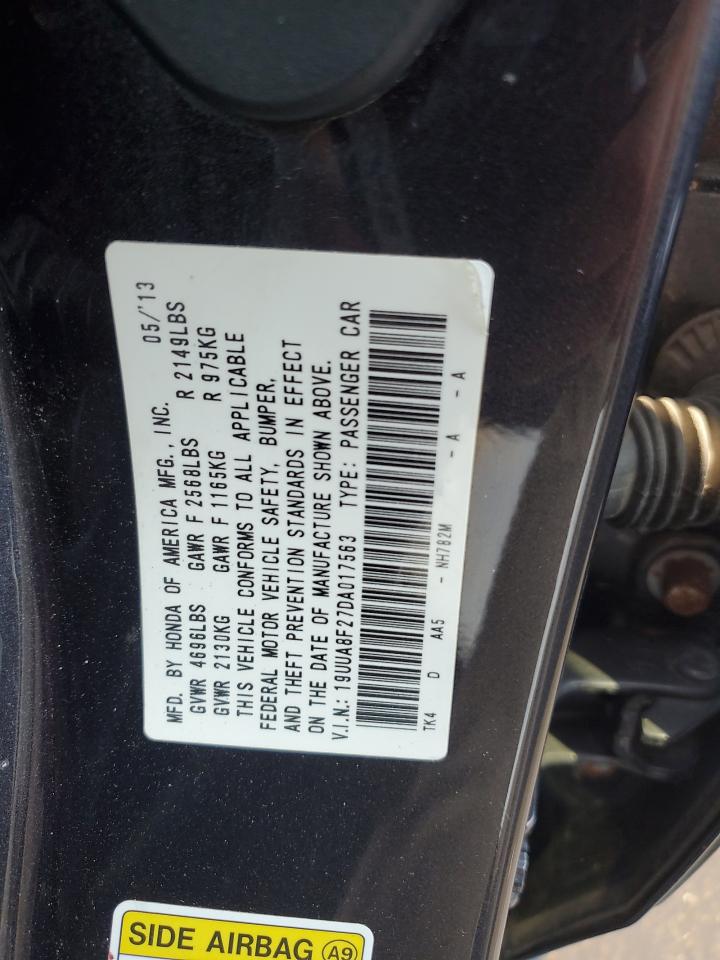 MFD. BY HONDA OF AMERICA MFG., INC. 05/'13
GVWR 4696LBS GAWR F 2568LBS R 2149LBS
GVWR 2130KG GAWR F 1165KG R 975KG
THIS VEHICLE CONFORMS TO ALL APPLICABLE
FEDERAL MOTOR VEHICLE SAFETY, BUMPER,
AND THEFT PREVENTION STANDARDS IN EFFECT
ON THE DATE OF MANUFACTURE SHOWN ABOVE.
V.I.N.: 19UUA8F27DA017563 TYPE: PASSENGER CAR
TK4 D AA5 - NH782M - A - A
SIDE AIRBAG A9